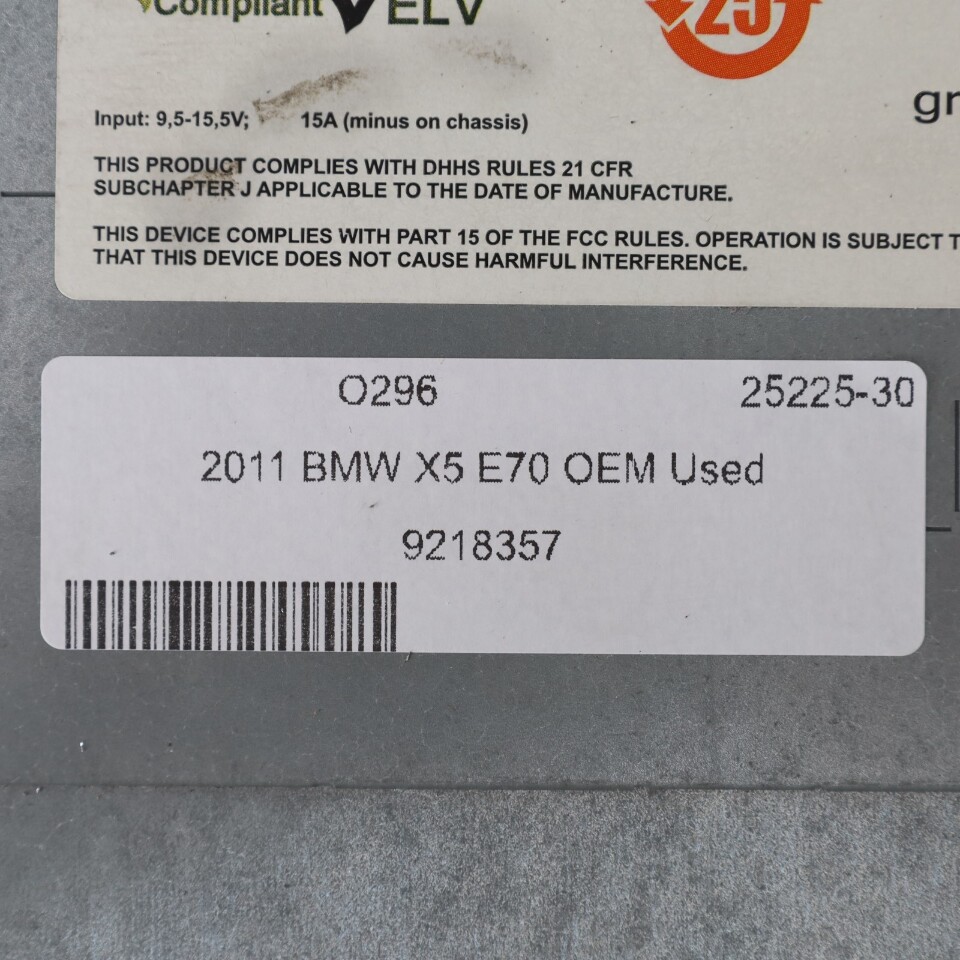 Compliant ELV
25
gr
Input: 9,5-15,5V; 15A (minus on chassis)
THIS PRODUCT COMPLIES WITH DHHS RULES 21 CFR
SUBCHAPTER J APPLICABLE TO THE DATE OF MANUFACTURE.
THIS DEVICE COMPLIES WITH PART 15 OF THE FCC RULES. OPERATION IS SUBJECT T
THAT THIS DEVICE DOES NOT CAUSE HARMFUL INTERFERENCE.
O296 25225-30
2011 BMW X5 E70 OEM Used
9218357